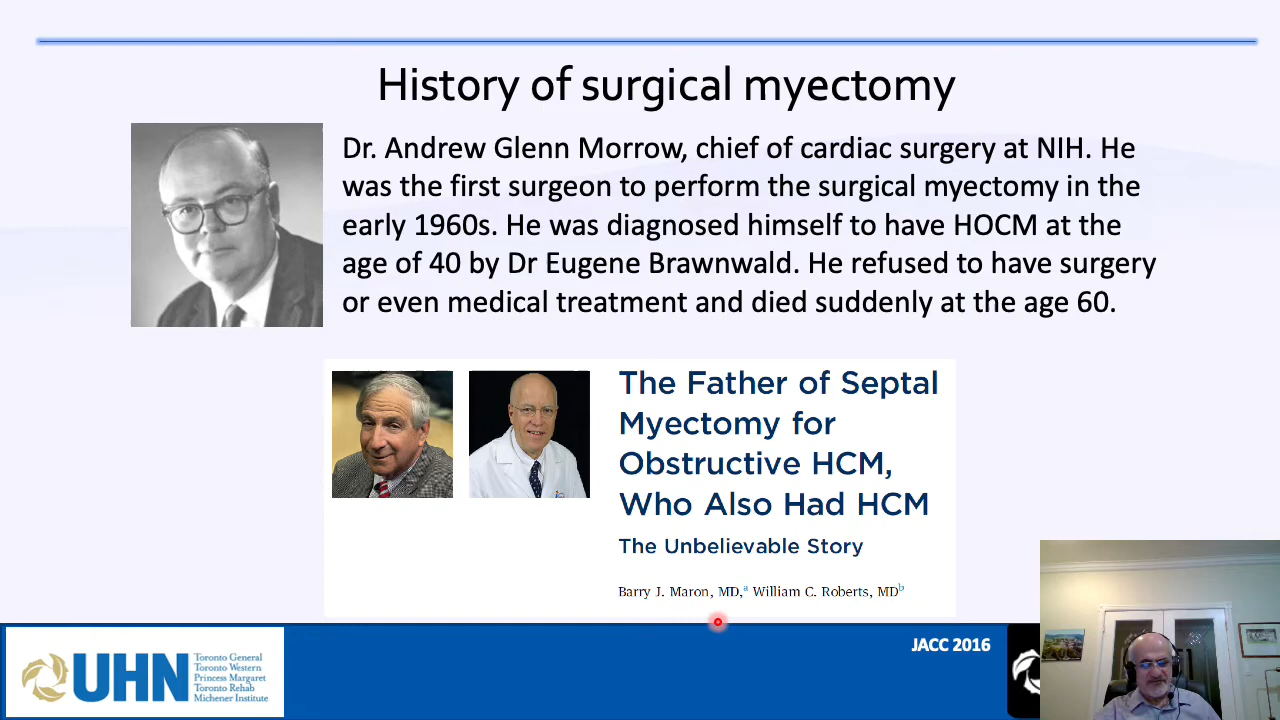 History of surgical myectomy
Dr. Andrew Glenn Morrow, chief of cardiac surgery at NIH. He
was the first surgeon to perform the surgical myectomy in the
early 1960s. He was diagnosed himself to have HOCM at the
age of 40 by Dr Eugene Brawnwald. He refused to have surgery
or even medical treatment and died suddenly at the age 60.
The Father of Septal
Myectomy for
Obstructive HCM,
Who Also Had HCM
The Unbelievable Story
Barry J. Maron, MD,a William C. Roberts, MDb
JACC 2016
UHN
Toronto General
Toronto Western
Princess Margaret
Toronto Rehab
Michener Institute